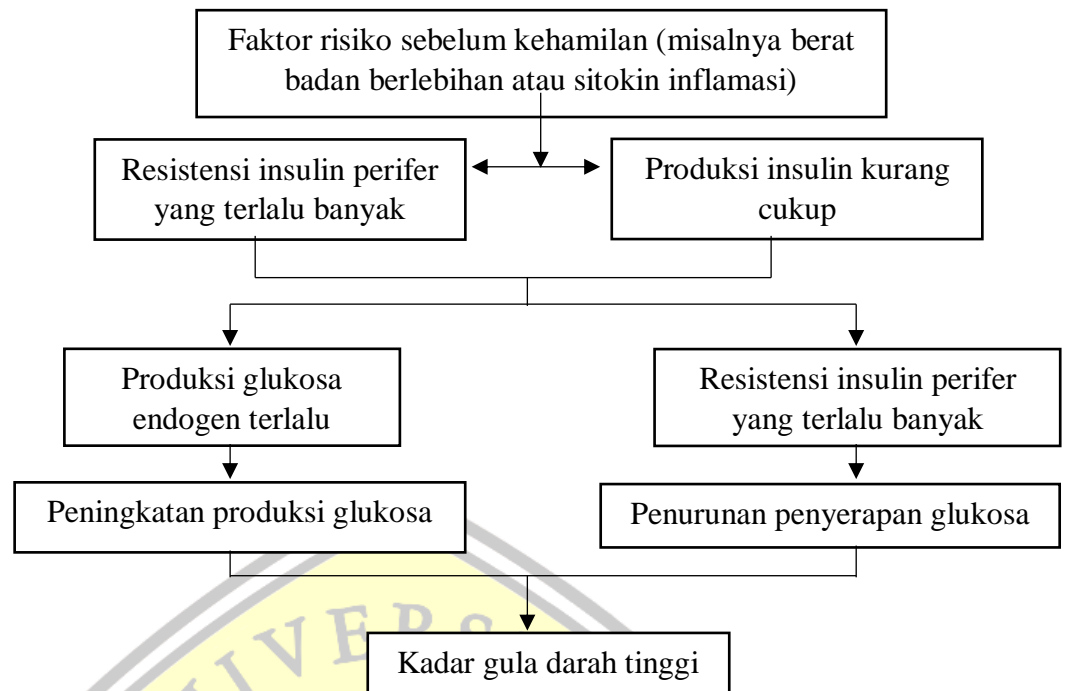 Faktor risiko sebelum kehamilan (misalnya berat
badan berlebihan atau sitokin inflamasi)
Resistensi insulin perifer
yang terlalu banyak
Produksi insulin kurang
cukup
Produksi glukosa
endogen terlalu
Resistensi insulin perifer
yang terlalu banyak
Peningkatan produksi glukosa
Penurunan penyerapan glukosa
Kadar gula darah tinggi